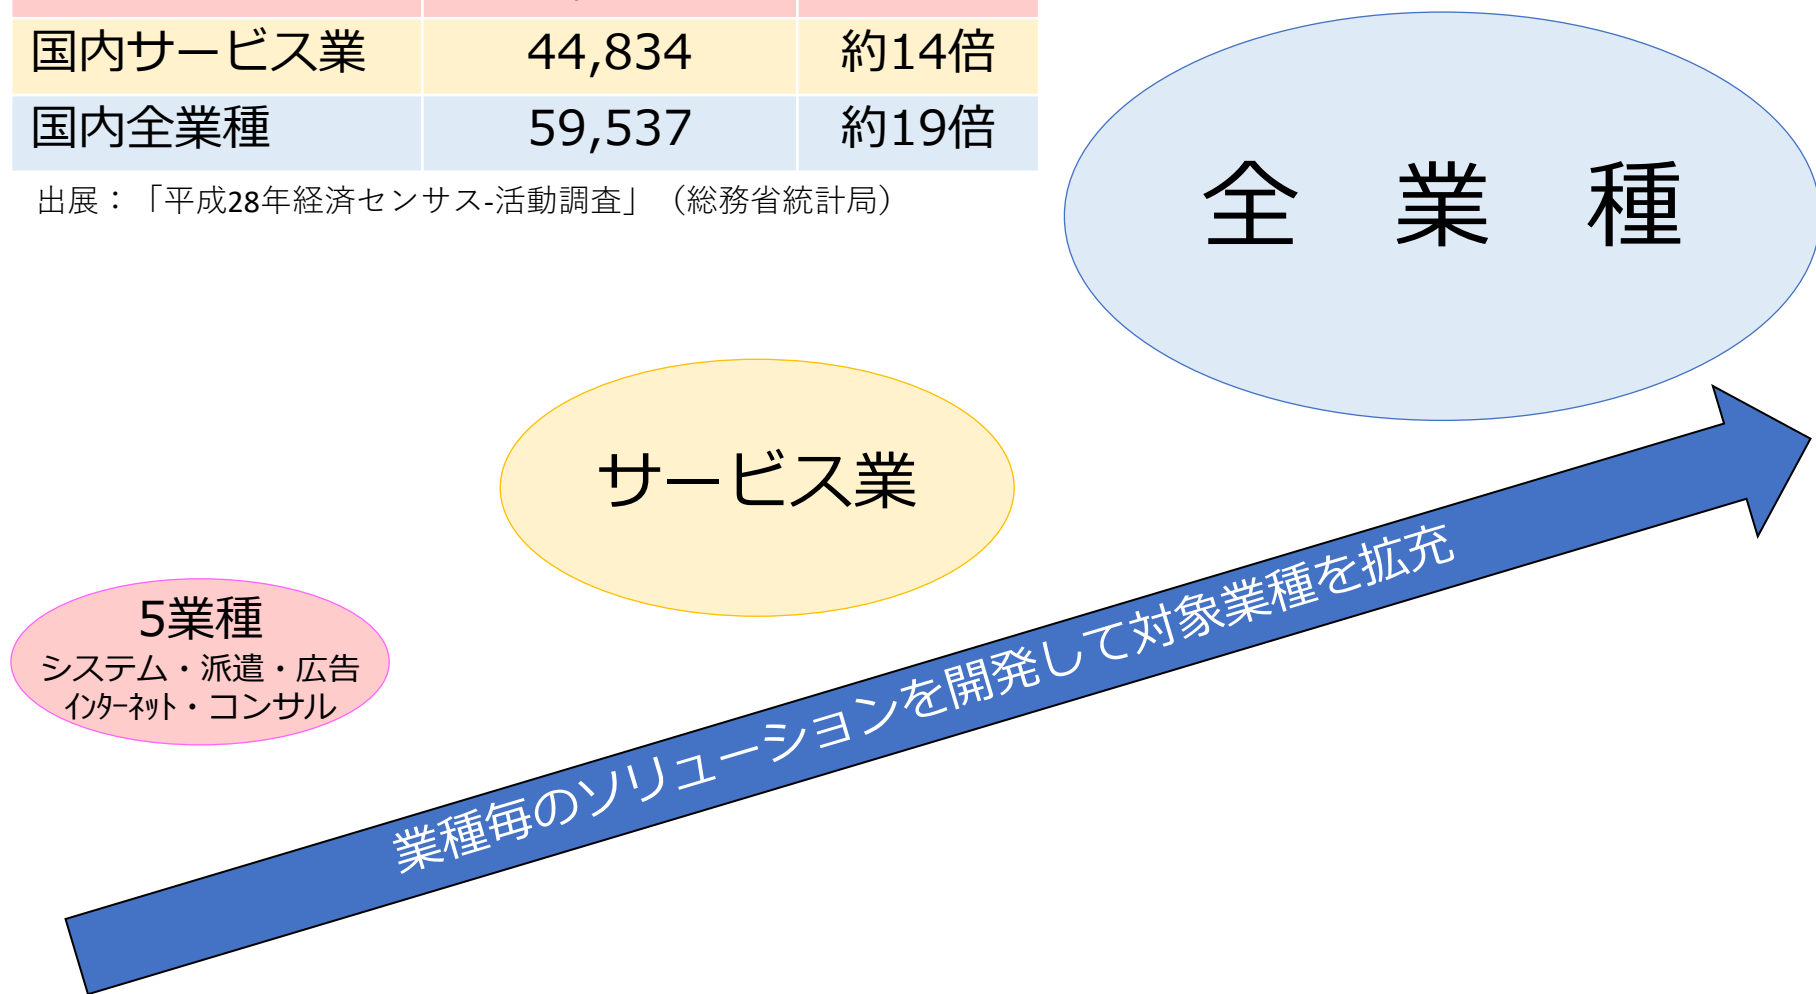 国内サービス業 44,834 約14倍
国内全業種 59,537 約19倍
出展：「平成28年経済センサス-活動調査」（総務省統計局）
全　業　種
サービス業
5業種
システム・派遣・広告
ｲﾝﾀｰﾈｯﾄ・コンサル
業種毎のソリューションを開発して対象業種を拡充